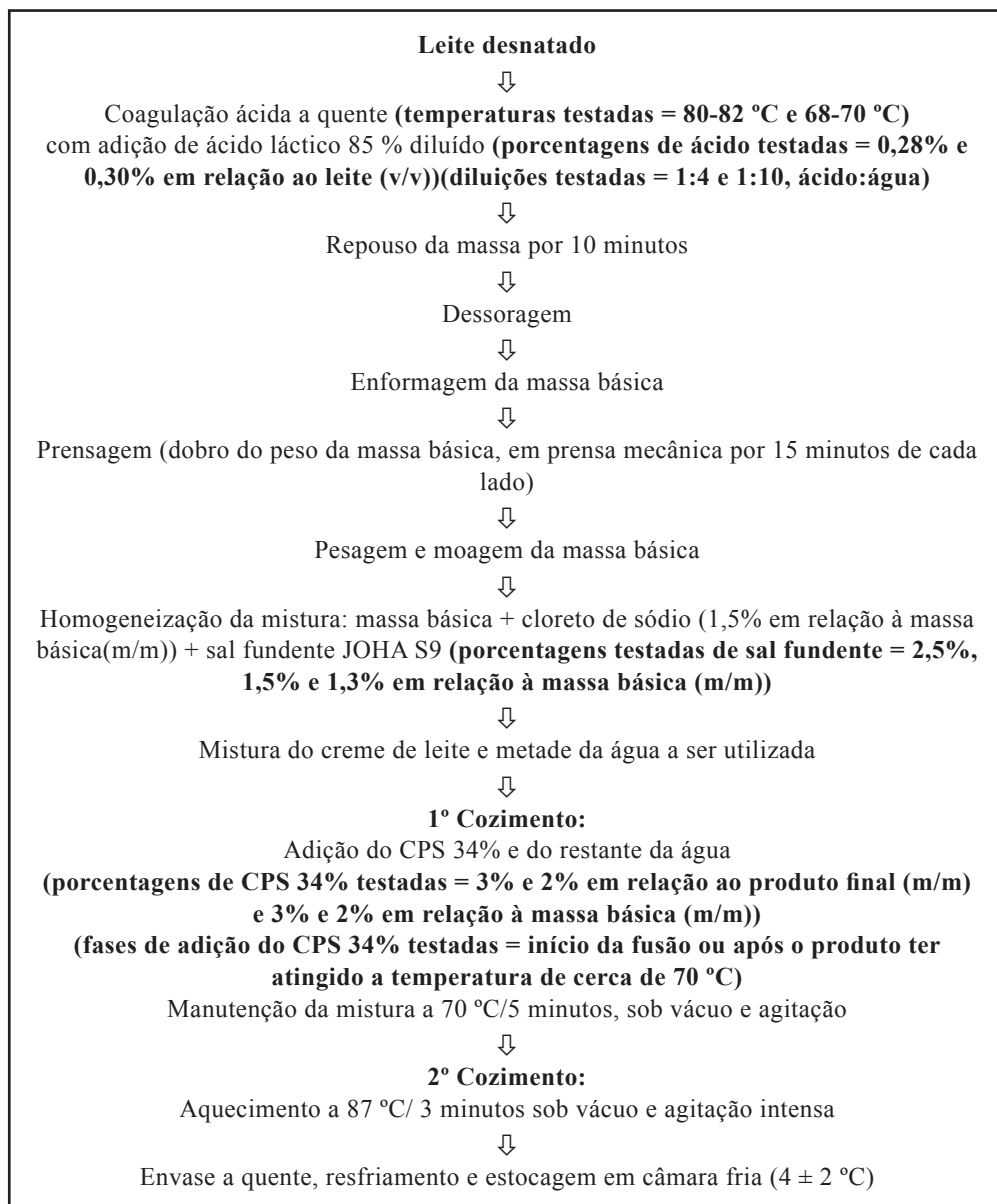 Leite desnatado
⇩
Coagulação ácida a quente (temperaturas testadas = 80-82 ºC e 68-70 ºC)
com adição de ácido láctico 85 % diluído (porcentagens de ácido testadas = 0,28% e
0,30% em relação ao leite (v/v))(diluições testadas = 1:4 e 1:10, ácido:água)
⇩
Repouso da massa por 10 minutos
⇩
Dessoragem
⇩
Enformagem da massa básica
⇩
Prensagem (dobro do peso da massa básica, em prensa mecânica por 15 minutos de cada
lado)
⇩
Pesagem e moagem da massa básica
⇩
Homogeneização da mistura: massa básica + cloreto de sódio (1,5% em relação à massa
básica(m/m)) + sal fundente JOHA S9 (porcentagens testadas de sal fundente = 2,5%,
1,5% e 1,3% em relação à massa básica (m/m))
⇩
Mistura do creme de leite e metade da água a ser utilizada
⇩
1º Cozimento:
Adição do CPS 34% e do restante da água
(porcentagens de CPS 34% testadas = 3% e 2% em relação ao produto final (m/m)
e 3% e 2% em relação à massa básica (m/m))
(fases de adição do CPS 34% testadas = início da fusão ou após o produto ter
atingido a temperatura de cerca de 70 ºC)
Manutenção da mistura a 70 ºC/5 minutos, sob vácuo e agitação
⇩
2º Cozimento:
Aquecimento a 87 ºC/ 3 minutos sob vácuo e agitação intensa
⇩
Envase a quente, resfriamento e estocagem em câmara fria (4 ± 2 ºC)